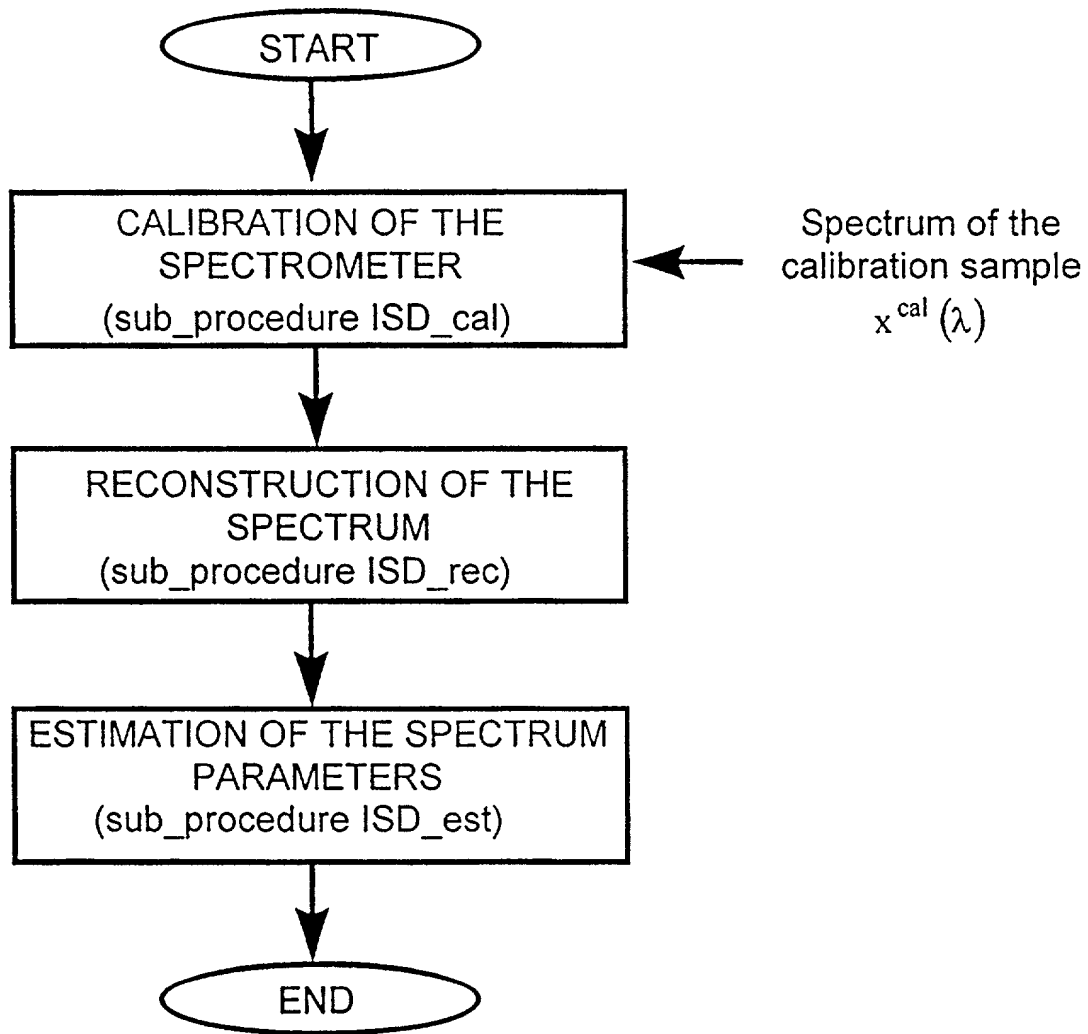 START
CALIBRATION OF THE
SPECTROMETER
(sub_procedure ISD_cal)
Spectrum of the
calibration sample
x^cal (λ)
RECONSTRUCTION OF THE
SPECTRUM
(sub_procedure ISD_rec)
ESTIMATION OF THE SPECTRUM
PARAMETERS
(sub_procedure ISD_est)
END